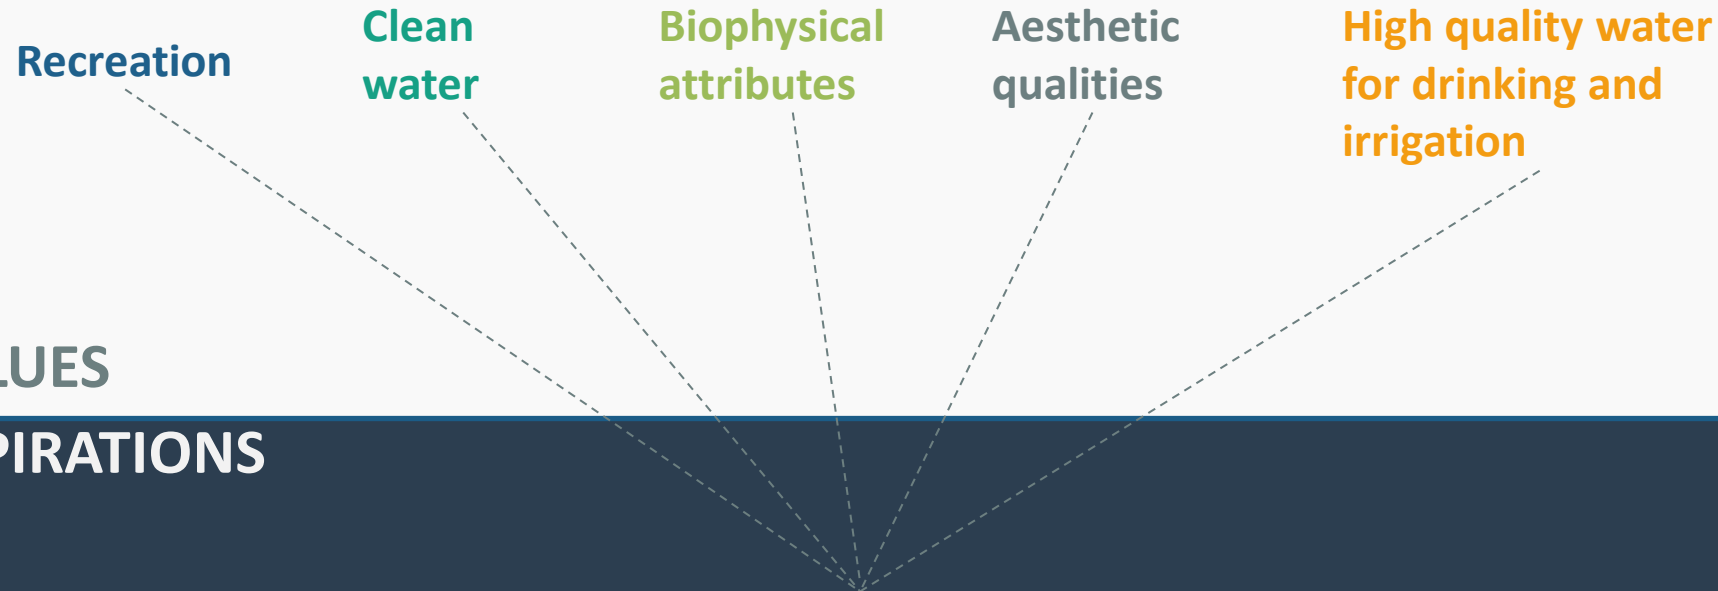 Recreation
Clean
water
Biophysical
attributes
Aesthetic
qualities
High quality water
for drinking and
irrigation
LUES
PIRATIONS